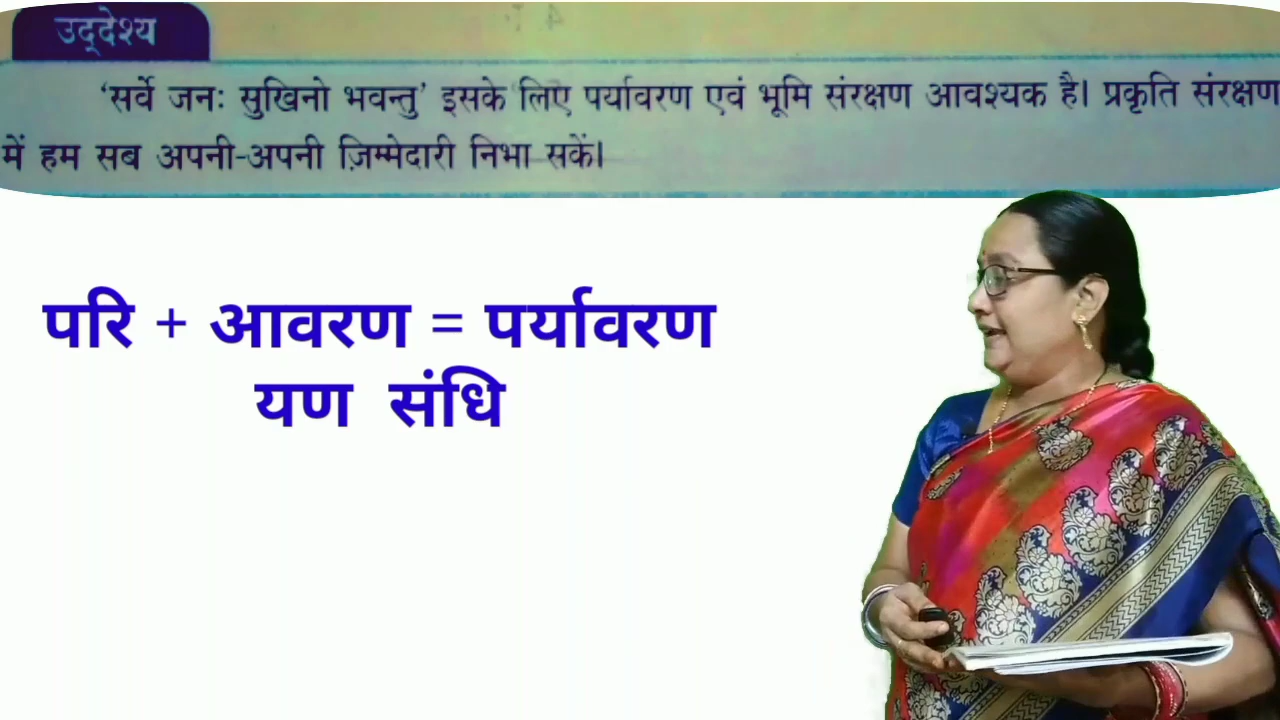 उद्देश्य
'सर्वे जनः सुखिनो भवन्तु' इसके लिए पर्यावरण एवं भूमि संरक्षण आवश्यक है। प्रकृति संरक्षण
में हम सब अपनी-अपनी ज़िम्मेदारी निभा सकें।
परि + आवरण = पर्यावरण
यण संधि